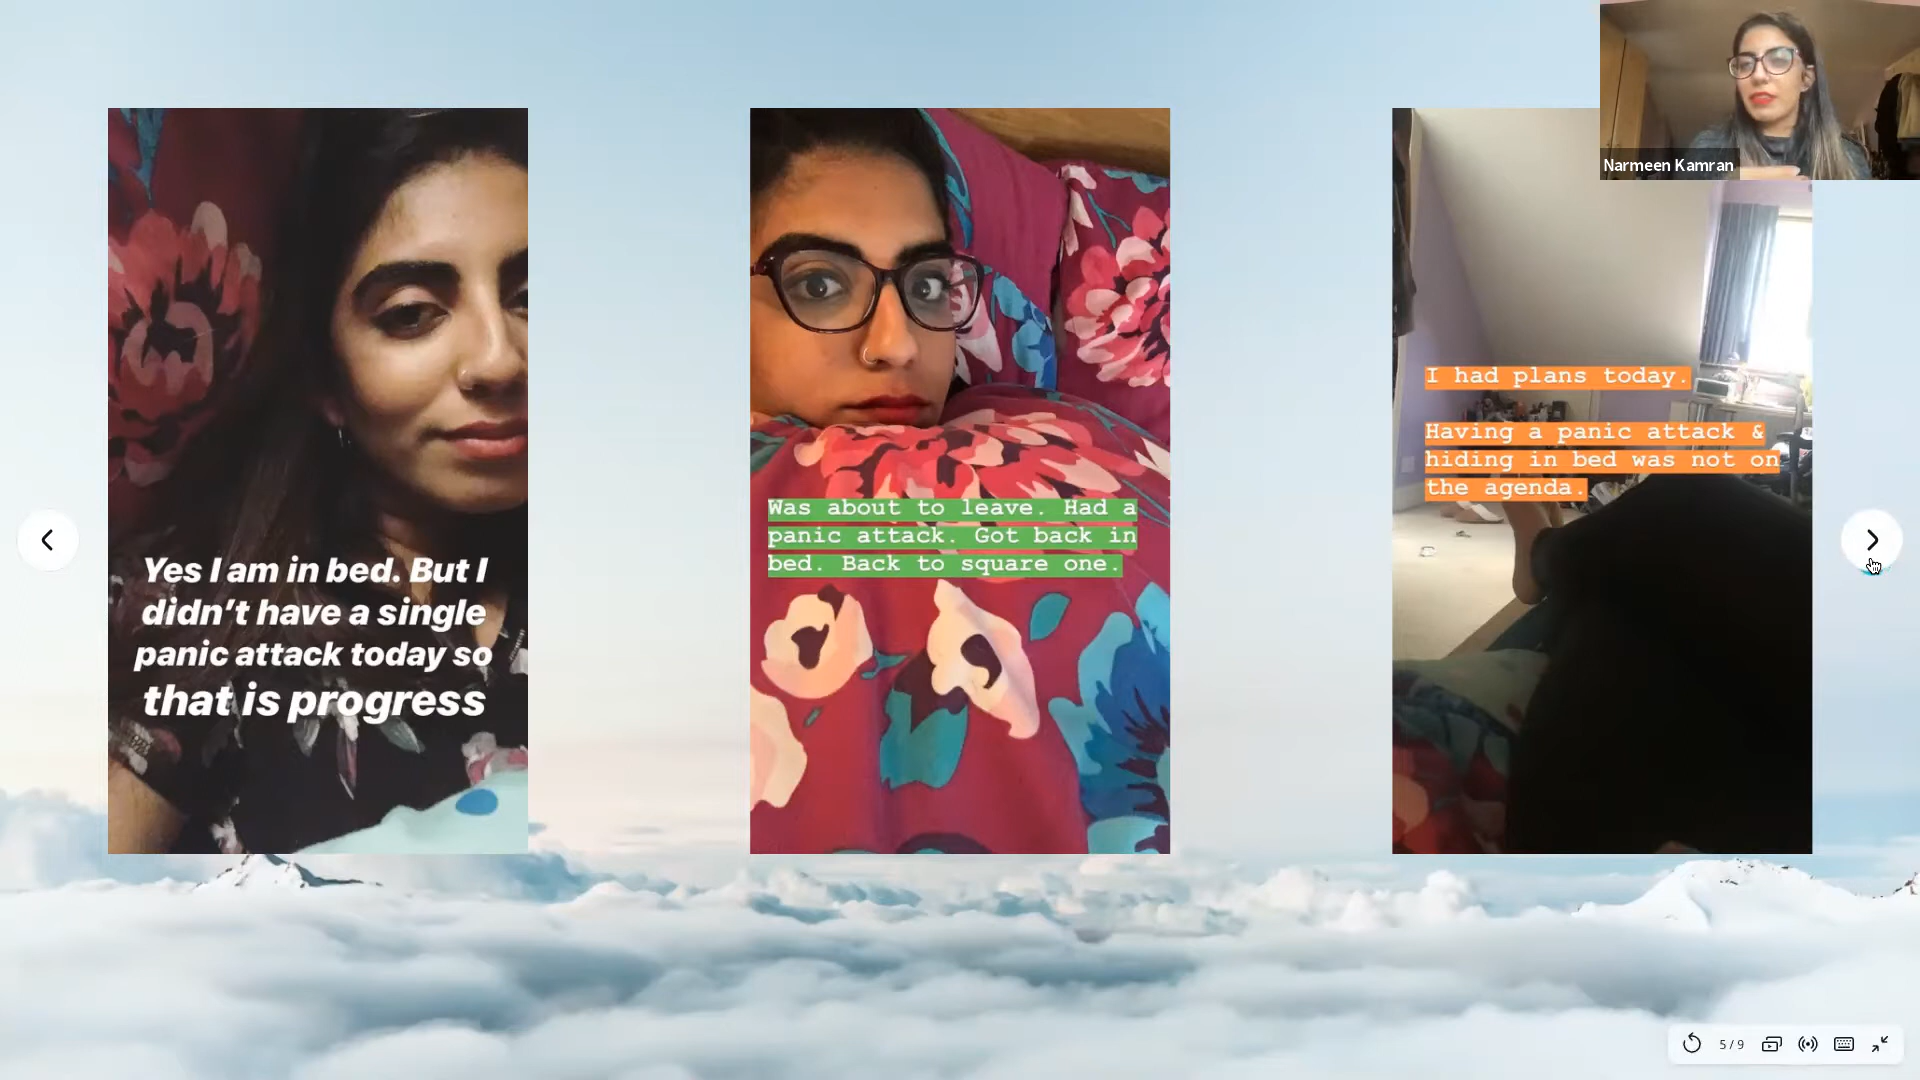 Narmeen Kamran
Yes I am in bed. But I
didn't have a single
panic attack today so
that is progress
Was about to leave. Had a
panic attack. Got back in
bed. Back to square one.
I had plans today.
Having a panic attack &
hiding in bed was not on
the agenda.
5 / 9